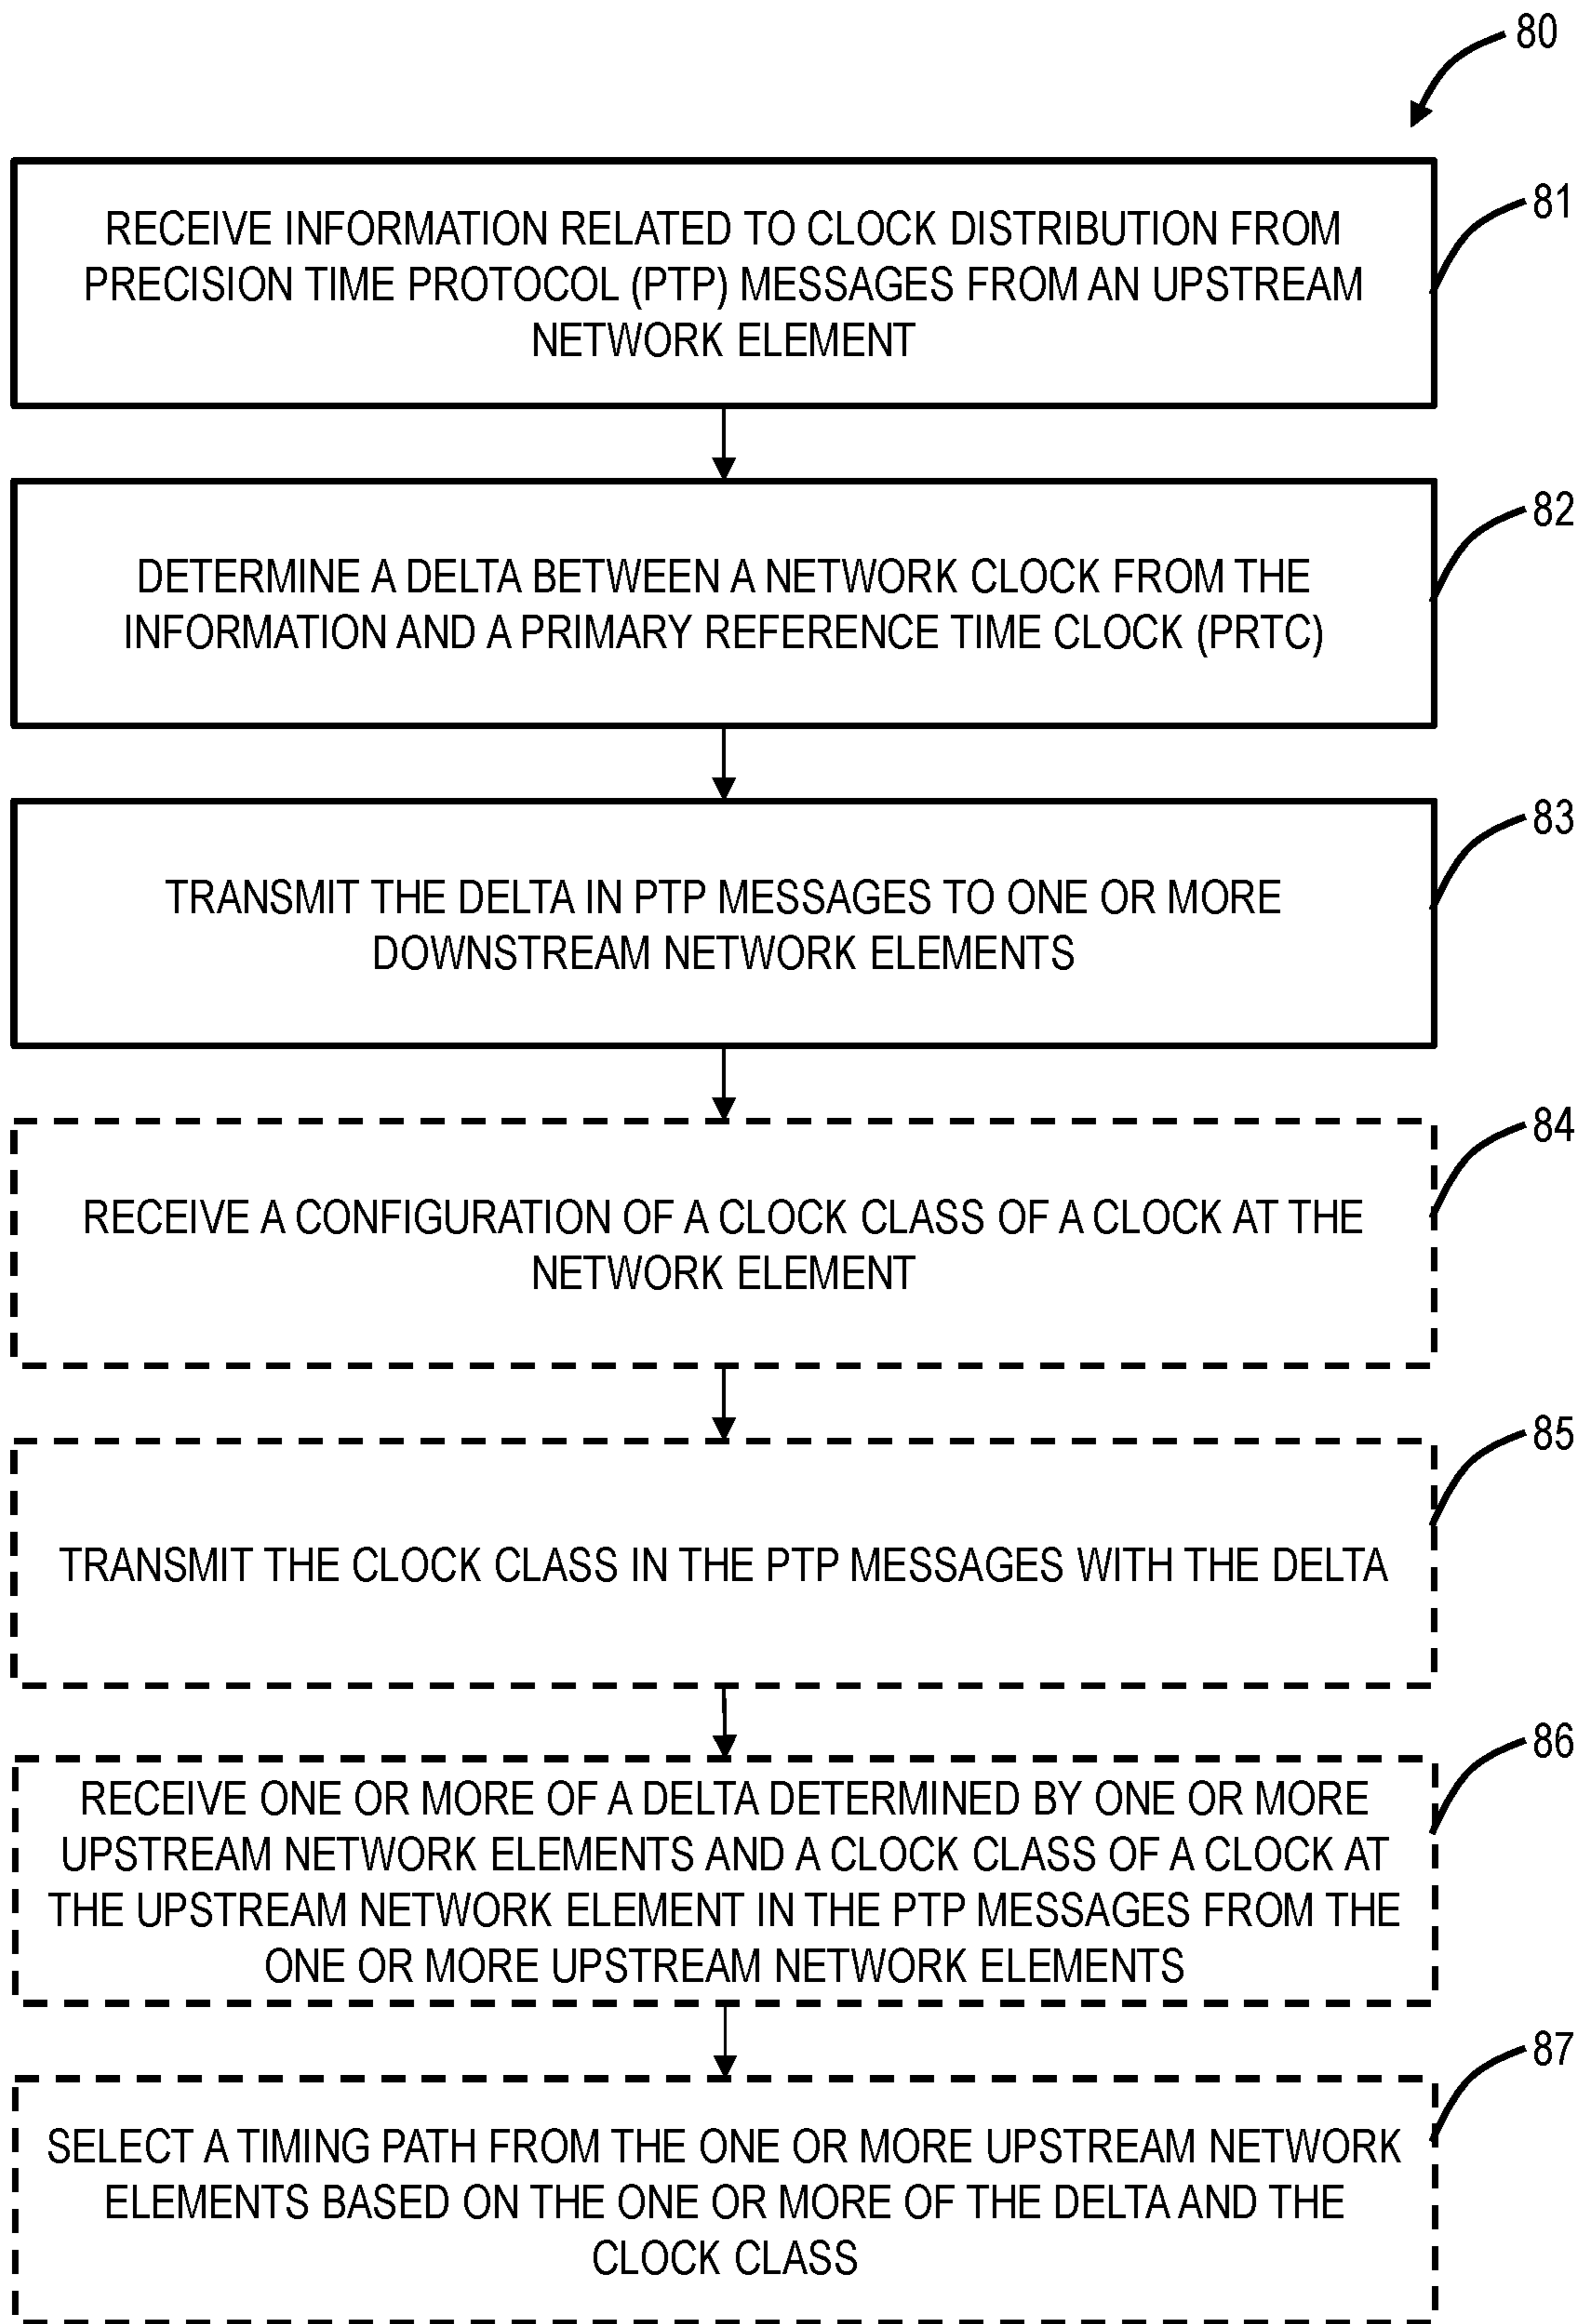 80
RECEIVE INFORMATION RELATED TO CLOCK DISTRIBUTION FROM
PRECISION TIME PROTOCOL (PTP) MESSAGES FROM AN UPSTREAM
NETWORK ELEMENT
81
DETERMINE A DELTA BETWEEN A NETWORK CLOCK FROM THE
INFORMATION AND A PRIMARY REFERENCE TIME CLOCK (PRTC)
82
TRANSMIT THE DELTA IN PTP MESSAGES TO ONE OR MORE
DOWNSTREAM NETWORK ELEMENTS
83
RECEIVE A CONFIGURATION OF A CLOCK CLASS OF A CLOCK AT THE
NETWORK ELEMENT
84
TRANSMIT THE CLOCK CLASS IN THE PTP MESSAGES WITH THE DELTA
85
RECEIVE ONE OR MORE OF A DELTA DETERMINED BY ONE OR MORE
UPSTREAM NETWORK ELEMENTS AND A CLOCK CLASS OF A CLOCK AT
THE UPSTREAM NETWORK ELEMENT IN THE PTP MESSAGES FROM THE
ONE OR MORE UPSTREAM NETWORK ELEMENTS
86
SELECT A TIMING PATH FROM THE ONE OR MORE UPSTREAM NETWORK
ELEMENTS BASED ON THE ONE OR MORE OF THE DELTA AND THE
CLOCK CLASS
87